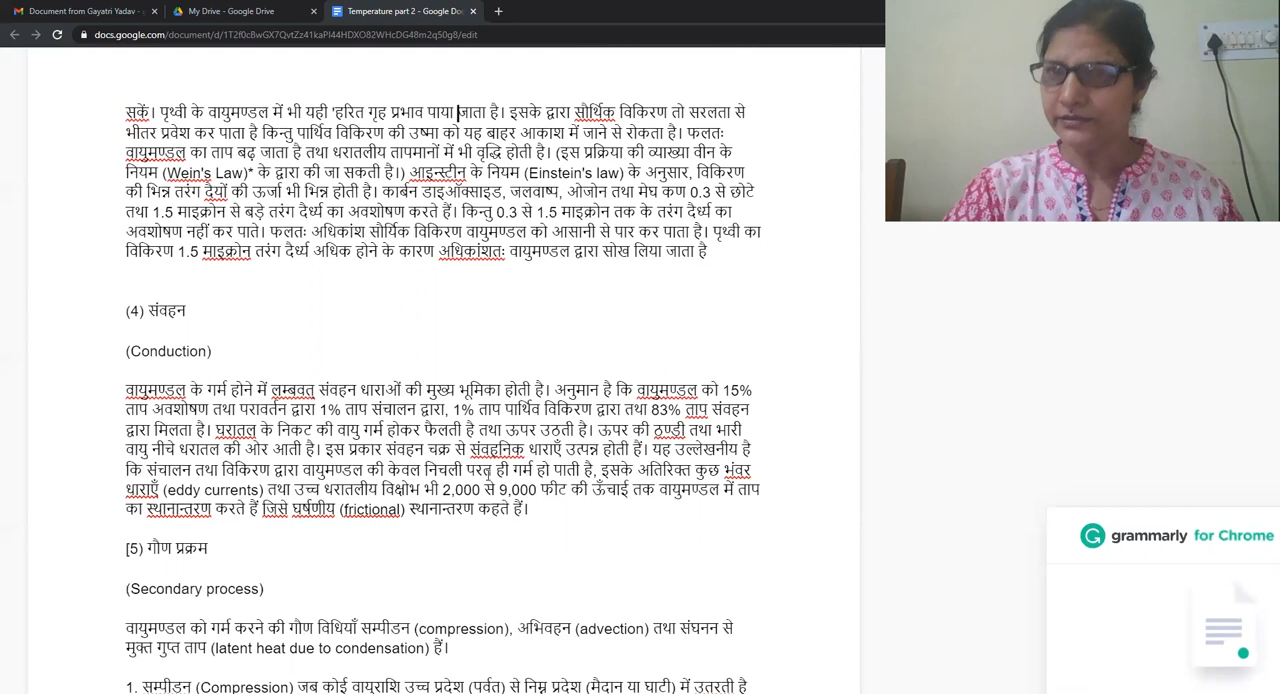 Document from Gayatri Yadav -
My Drive - Google Drive
Temperature part 2 - Google Do
docs.google.com/document/d/1T2f0cBwGX7QvtZz41kaPI44HDXO82WHcDG48m2q50g8/edit
सकें। पृथ्वी के वायुमण्डल में भी यही 'हरित गृह प्रभाव पाया जाता है। इसके द्वारा सौर्थिक विकिरण तो सरलता से
भीतर प्रवेश कर पाता है किन्तु पार्थिव विकिरण की उष्मा को यह बाहर आकाश में जाने से रोकता है। फलतः
वायुमण्डल का ताप बढ़ जाता है तथा धरातलीय तापमानों में भी वृद्धि होती है। (इस प्रक्रिया की व्याख्या वीन के
नियम (Wein's Law)* के द्वारा की जा सकती है।) आइन्स्टीन के नियम (Einstein's law) के अनुसार, विकिरण
की भिन्न तरंग दैर्यों की ऊर्जा भी भिन्न होती है। कार्बन डाइऑक्साइड, जलवाष्प, ओजोन तथा मेघ कण 0.3 से छोटे
तथा 1.5 माइक्रोन से बड़े तरंग दैर्ध्य का अवशोषण करते हैं। किन्तु 0.3 से 1.5 माइक्रोन तक के तरंग दैर्ध्य का
अवशोषण नहीं कर पाते। फलतः अधिकांश सौर्यिक विकिरण वायुमण्डल को आसानी से पार कर पाता है। पृथ्वी का
विकिरण 1.5 माइक्रोन तरंग दैर्ध्य अधिक होने के कारण अधिकांशतः वायुमण्डल द्वारा सोख लिया जाता है
(4) संवहन
(Conduction)
वायुमण्डल के गर्म होने में लम्बवत् संवहन धाराओं की मुख्य भूमिका होती है। अनुमान है कि वायुमण्डल को 15%
ताप अवशोषण तथा परावर्तन द्वारा 1% ताप संचालन द्वारा, 1% ताप पार्थिव विकिरण द्वारा तथा 83% ताप संवहन
द्वारा मिलता है। घरातल के निकट की वायु गर्म होकर फैलती है तथा ऊपर उठती है। ऊपर की ठण्डी तथा भारी
वायु नीचे धरातल की ओर आती है। इस प्रकार संवहन चक्र से संवहनिक धाराएँ उत्पन्न होती हैं। यह उल्लेखनीय है
कि संचालन तथा विकिरण द्वारा वायुमण्डल की केवल निचली परत ही गर्म हो पाती है, इसके अतिरिक्त कुछ भंवर
धाराएँ (eddy currents) तथा उच्च धरातलीय विक्षोभ भी 2,000 से 9,000 फीट की ऊँचाई तक वायुमण्डल में ताप
का स्थानान्तरण करते हैं जिसे घर्षणीय (frictional) स्थानान्तरण कहते हैं।
[5) गौण प्रक्रम
(Secondary process)
वायुमण्डल को गर्म करने की गौण विधियाँ सम्पीडन (compression), अभिवहन (advection) तथा संघनन से
मुक्त गुप्त ताप (latent heat due to condensation) हैं।
1. सम्पीडन (Compression) जब कोई वायुराशि उच्च प्रदेश (पर्वत) से निम्न प्रदेश (मैदान या घाटी) में उतरती है
grammarly for Chrome